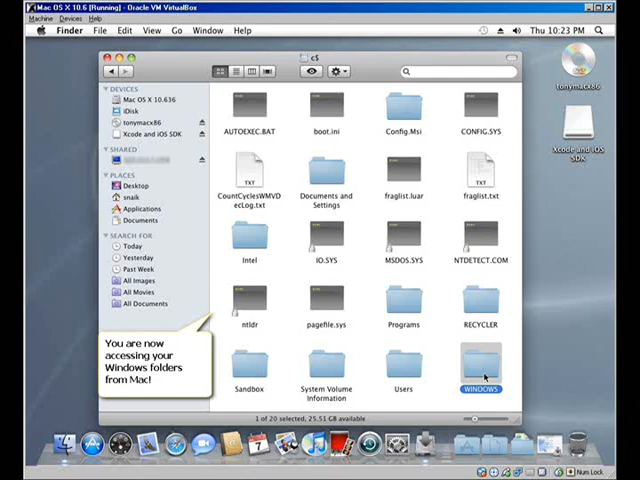 Mac OS X 10.6 [Running] - Oracle VM VirtualBox
Machine Devices Help
Finder File Edit View Go Window Help
Thu 10:23 PM
c$
DEVICES
Mac OS X 10.636
iDisk
tonymacx86
Xcode and iOS SDK
SHARED
PLACES
Desktop
snaik
Applications
Documents
SEARCH FOR
Today
Yesterday
Past Week
All Images
All Movies
All Documents
AUTOEXEC.BAT
boot.ini
Config.Msi
CONFIG.SYS
TXT
TXT
CountCyclesWMVD
ecLog.txt
Documents and
Settings
fraglist.luar
fraglist.txt
Intel
IO.SYS
MSDOS.SYS
NTDETECT.COM
ntldr
pagefile.sys
Programs
RECYCLER
Sandbox
System Volume
Information
Users
WINDOWS
1 of 20 selected, 25.51 GB available
You are now
accessing your
Windows folders
from Mac!
tonymacx86
Xcode and iOS
SDK
7
Num Lock